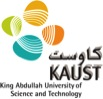 كاوست
KAUST
King Abdullah University of
Science and Technology